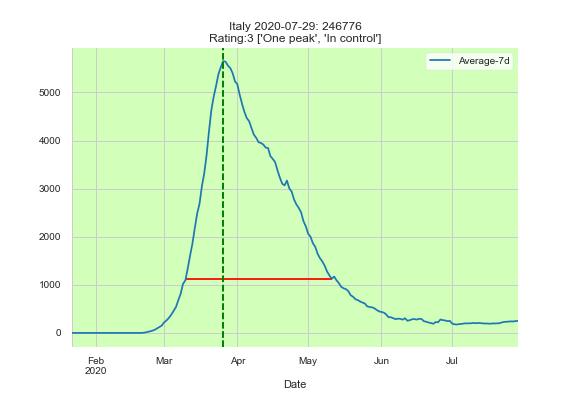 Italy 2020-07-29: 246776
Rating:3 ['One peak', 'In control']
Average-7d
5000
4000
3000
2000
1000
0
Feb
2020
Mar
Apr
May
Jun
Jul
Date